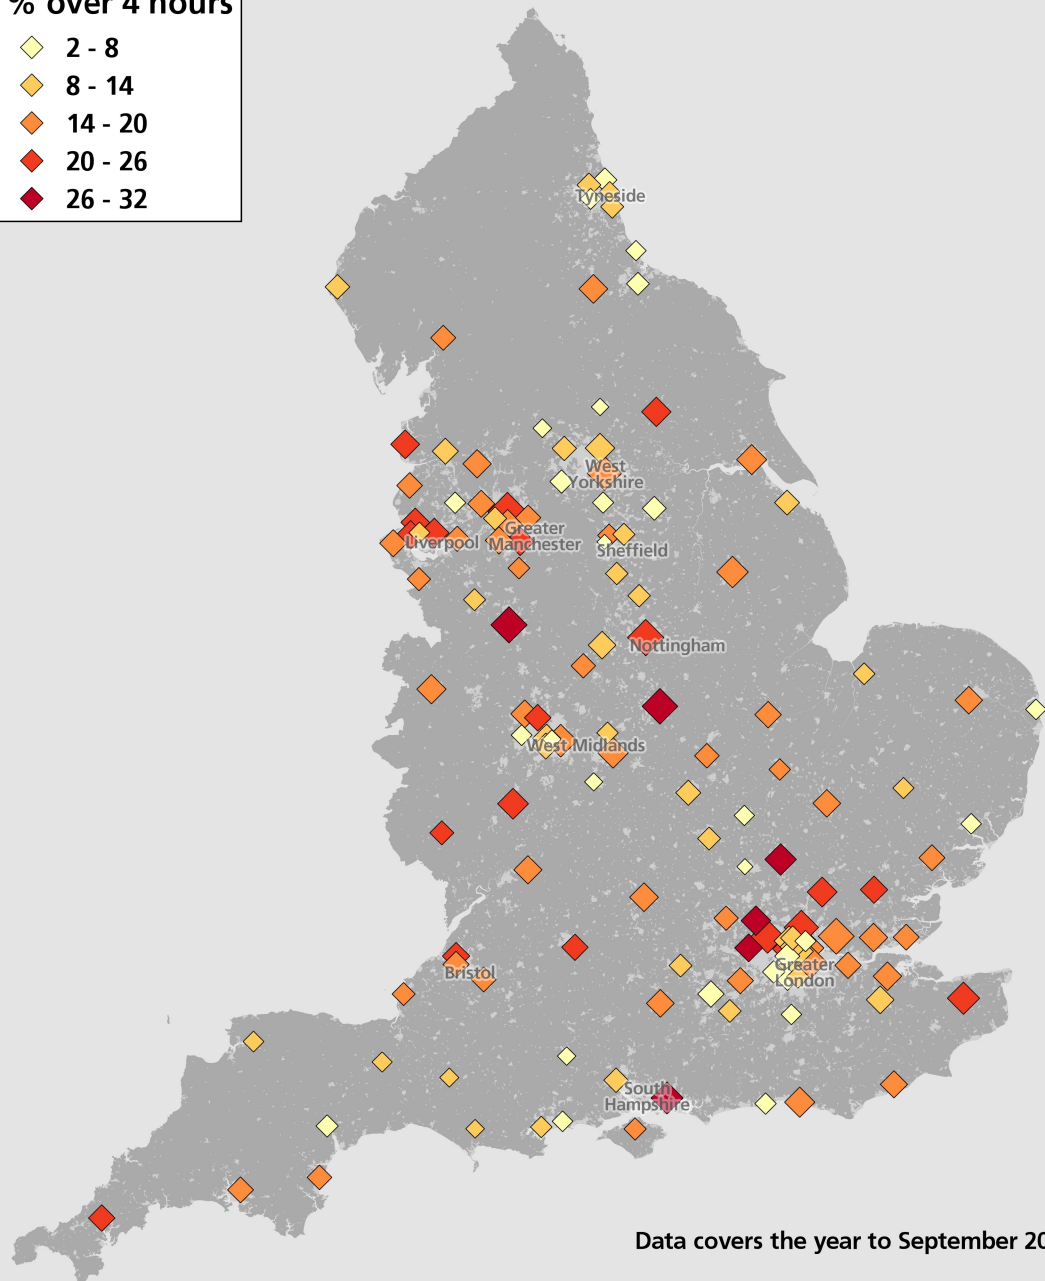 % over 4 hours
2 - 8
8 - 14
14 - 20
20 - 26
26 - 32
Tyneside
West
Yorkshire
Greater
Manchester
Liverpool
Sheffield
Nottingham
West Midlands
Greater
London
Bristol
South
Hampshire
Data covers the year to September 20